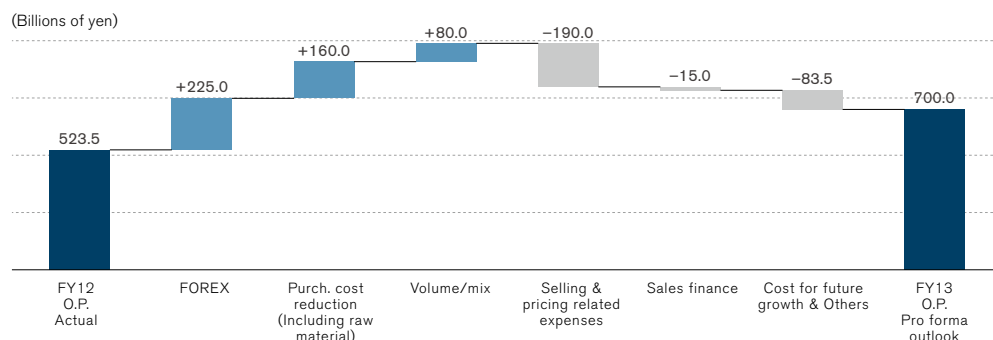 (Billions of yen)
523.5
+225.0
+160.0
+80.0
−190.0
−15.0
−83.5
700.0
FY12
O.P.
Actual
FOREX
Purch. cost
reduction
(Including raw
material)
Volume/mix
Selling &
pricing related
expenses
Sales finance
Cost for future
growth & Others
FY13
O.P.
Pro forma
outlook